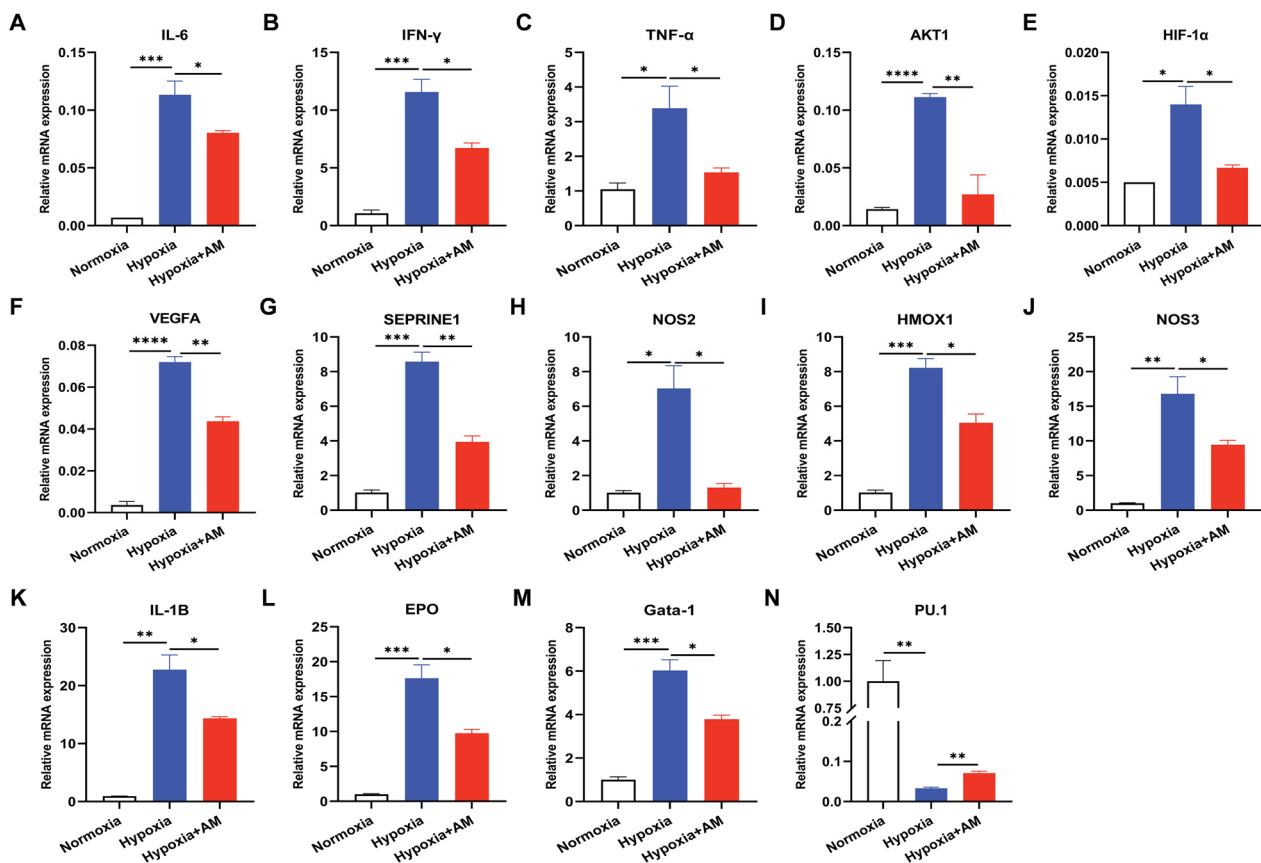 A
IL-6
Relative mRNA expression
0.15
0.10
0.05
0.00
***
*
Normoxia
Hypoxia
Hypoxia+AM
B
IFN-γ
Relative mRNA expression
15
10
5
0
***
*
Normoxia
Hypoxia
Hypoxia+AM
C
TNF-α
Relative mRNA expression
5
4
3
2
1
0
*
*
Normoxia
Hypoxia
Hypoxia+AM
D
AKT1
Relative mRNA expression
0.15
0.10
0.05
0.00
****
**
Normoxia
Hypoxia
Hypoxia+AM
E
HIF-1α
Relative mRNA expression
0.020
0.015
0.010
0.005
0.000
*
*
Normoxia
Hypoxia
Hypoxia+AM
F
VEGFA
Relative mRNA expression
0.08
0.06
0.04
0.02
0.00
****
**
Normoxia
Hypoxia
Hypoxia+AM
G
SEPRINE1
Relative mRNA expression
10
8
6
4
2
0
***
**
Normoxia
Hypoxia
Hypoxia+AM
H
NOS2
Relative mRNA expression
10
8
6
4
2
0
*
*
Normoxia
Hypoxia
Hypoxia+AM
I
HMOX1
Relative mRNA expression
10
8
6
4
2
0
***
*
Normoxia
Hypoxia
Hypoxia+AM
J
NOS3
Relative mRNA expression
25
20
15
10
5
0
**
*
Normoxia
Hypoxia
Hypoxia+AM
K
IL-1B
Relative mRNA expression
30
20
10
0
**
*
Normoxia
Hypoxia
Hypoxia+AM
L
EPO
Relative mRNA expression
25
20
15
10
5
0
***
*
Normoxia
Hypoxia
Hypoxia+AM
M
Gata-1
Relative mRNA expression
8
6
4
2
0
***
*
Normoxia
Hypoxia
Hypoxia+AM
N
PU.1
Relative mRNA expression
1.50
1.25
1.00
0.75
0.2
0.1
0.0
**
**
Normoxia
Hypoxia
Hypoxia+AM